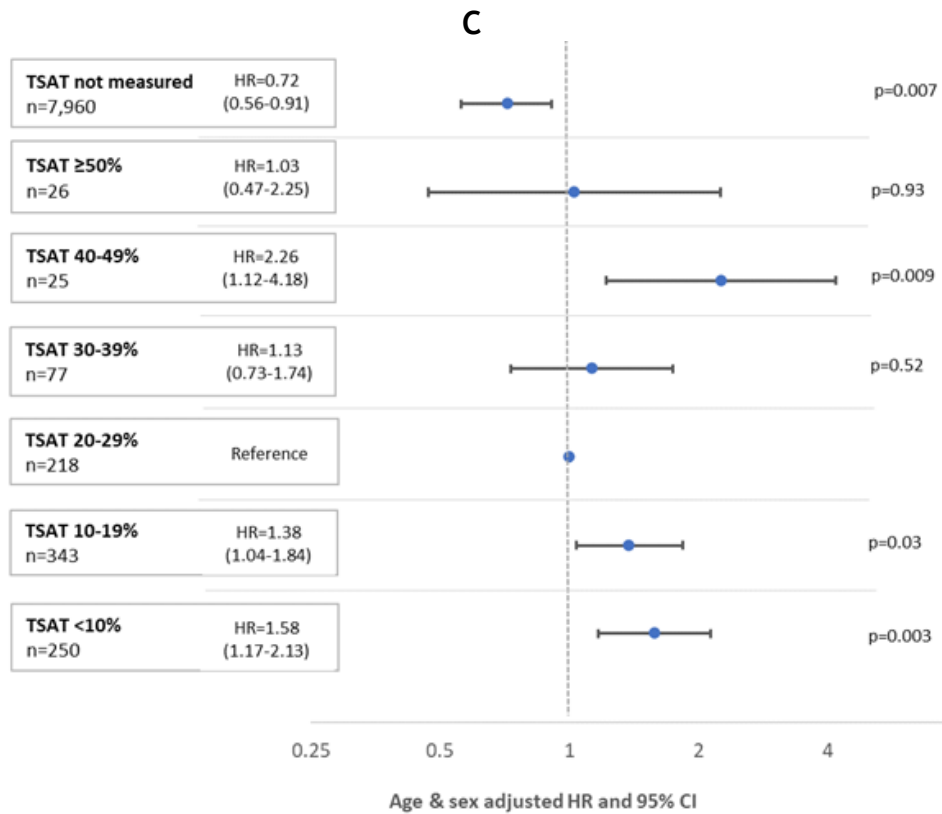 C
TSAT not measured
n=7,960
HR=0.72
(0.56-0.91)
p=0.007
TSAT ≥50%
n=26
HR=1.03
(0.47-2.25)
p=0.93
TSAT 40-49%
n=25
HR=2.26
(1.12-4.18)
p=0.009
TSAT 30-39%
n=77
HR=1.13
(0.73-1.74)
p=0.52
TSAT 20-29%
n=218
Reference
TSAT 10-19%
n=343
HR=1.38
(1.04-1.84)
p=0.03
TSAT <10%
n=250
HR=1.58
(1.17-2.13)
p=0.003
0.25 0.5 1 2 4
Age & sex adjusted HR and 95% CI